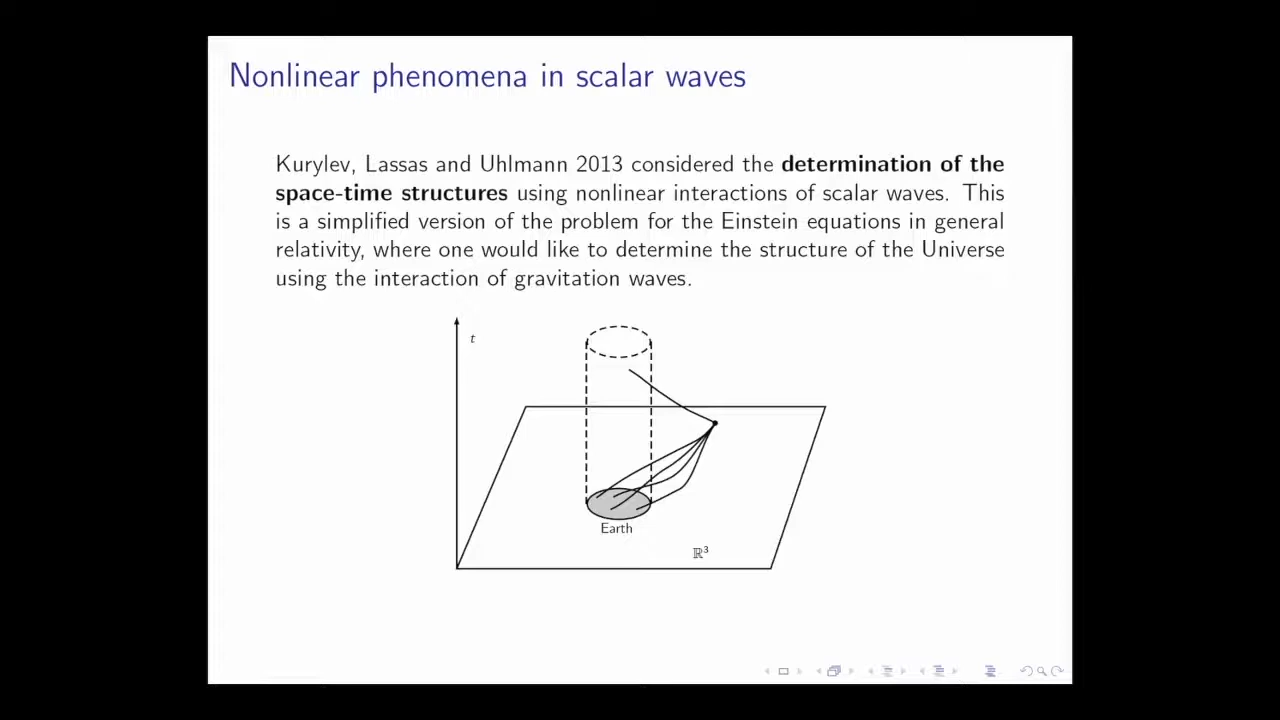 Nonlinear phenomena in scalar waves
Kurylev, Lassas and Uhlmann 2013 considered the determination of the
space-time structures using nonlinear interactions of scalar waves. This
is a simplified version of the problem for the Einstein equations in general
relativity, where one would like to determine the structure of the Universe
using the interaction of gravitation waves.
t
Earth
ℝ³